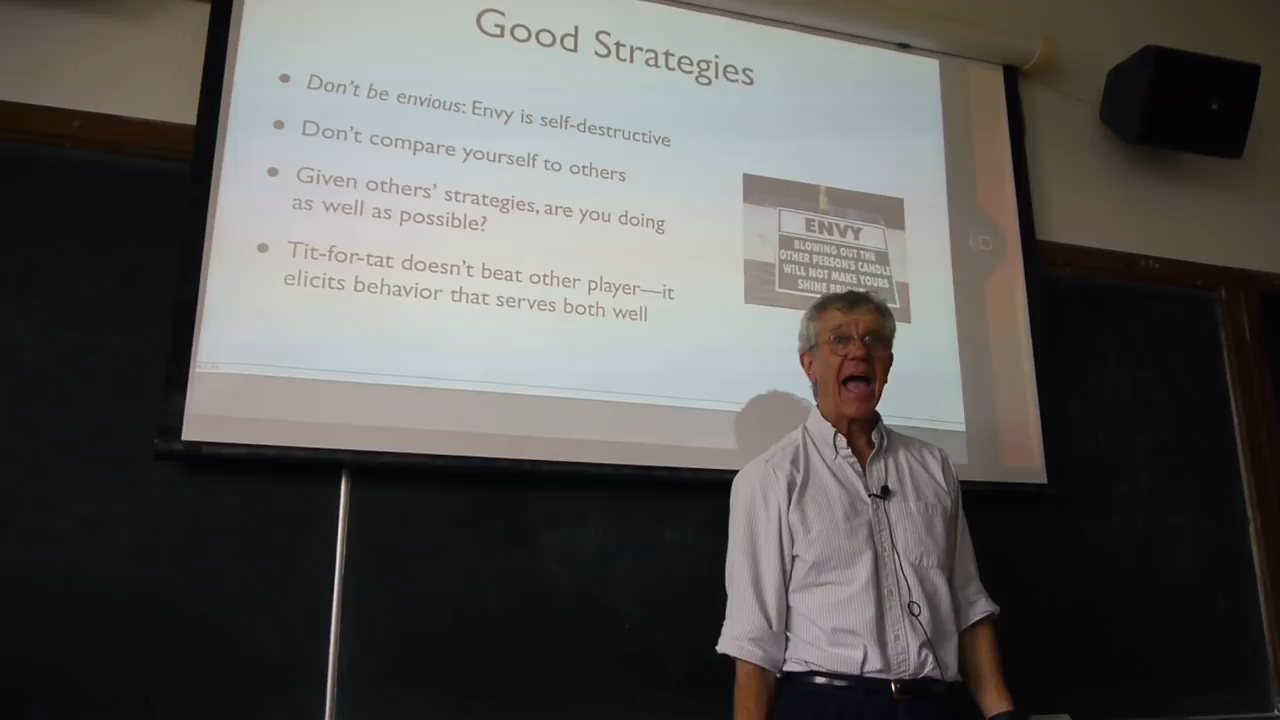 Good Strategies
Don't be envious: Envy is self-destructive
Don't compare yourself to others
Given others' strategies, are you doing
as well as possible?
Tit-for-tat doesn't beat other player—it
elicits behavior that serves both well
ENVY
BLOWING OUT THE
OTHER PERSON'S CANDLE
WILL NOT MAKE YOURS
SHINE